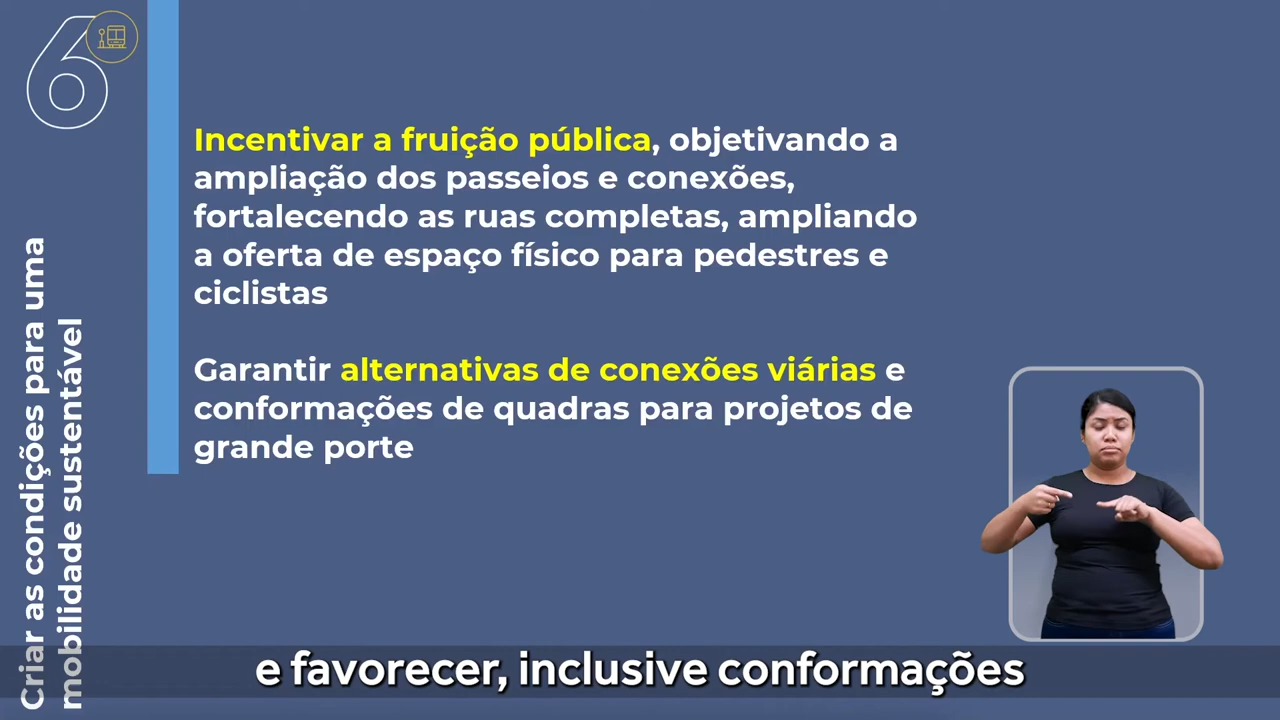 6
Criar as condições para uma
mobilidade sustentável
Incentivar a fruição pública, objetivando a
ampliação dos passeios e conexões,
fortalecendo as ruas completas, ampliando
a oferta de espaço físico para pedestres e
ciclistas
Garantir alternativas de conexões viárias e
conformações de quadras para projetos de
grande porte
e favorecer, inclusive conformações